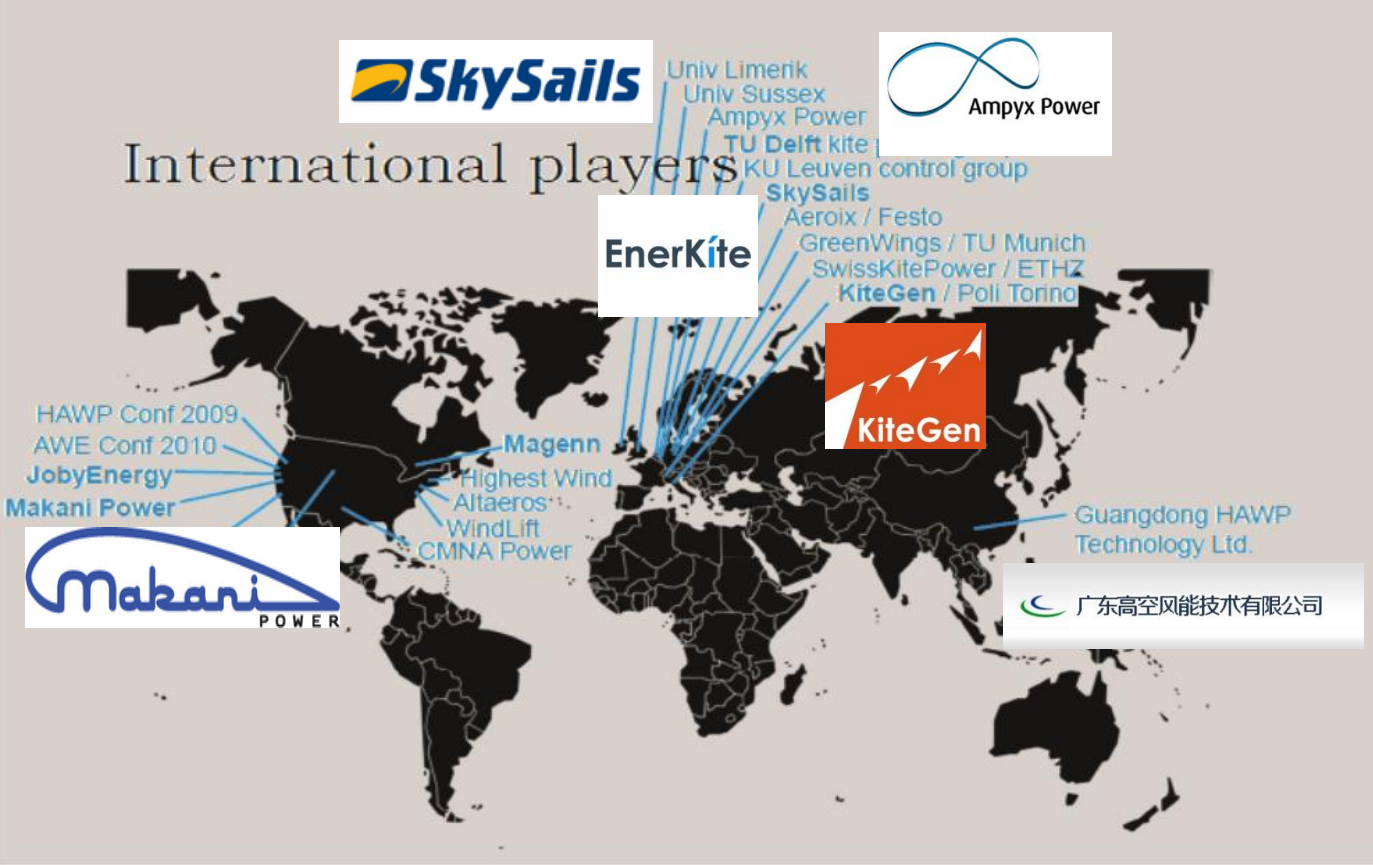 SkySails
Univ Limerik
Univ Sussex
Ampyx Power
Ampyx Power
International players
TU Delft kite
KU Leuven control group
SkySails
Aeroix / Festo
EnerKíte
GreenWings / TU Munich
SwissKitePower / ETHZ
KiteGen / Poli Torino
KiteGen
HAWP Conf 2009
AWE Conf 2010
JobyEnergy
Makani Power
Magenn
Highest Wind
Altaeros
WindLift
CMNA Power
Guangdong HAWP
Technology Ltd.
makani
POWER
广东高空风能技术有限公司